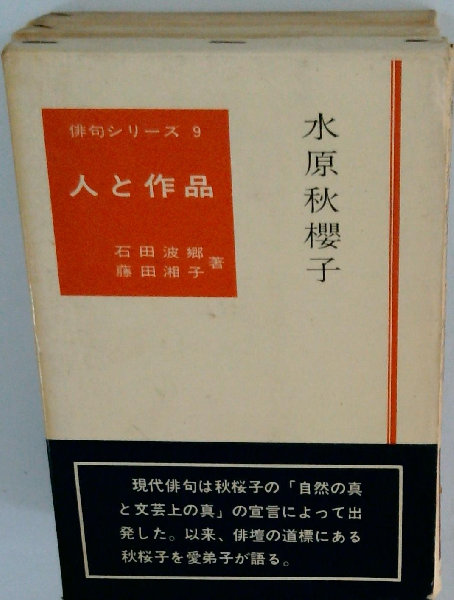 水原秋櫻子
俳句シリーズ 9
人と作品
石田波郷
藤田湘子
著
現代俳句は秋桜子の「自然の真
と文芸上の真」の宣言によって出
発した。以来、俳壇の道標にある
秋桜子を愛弟子が語る。